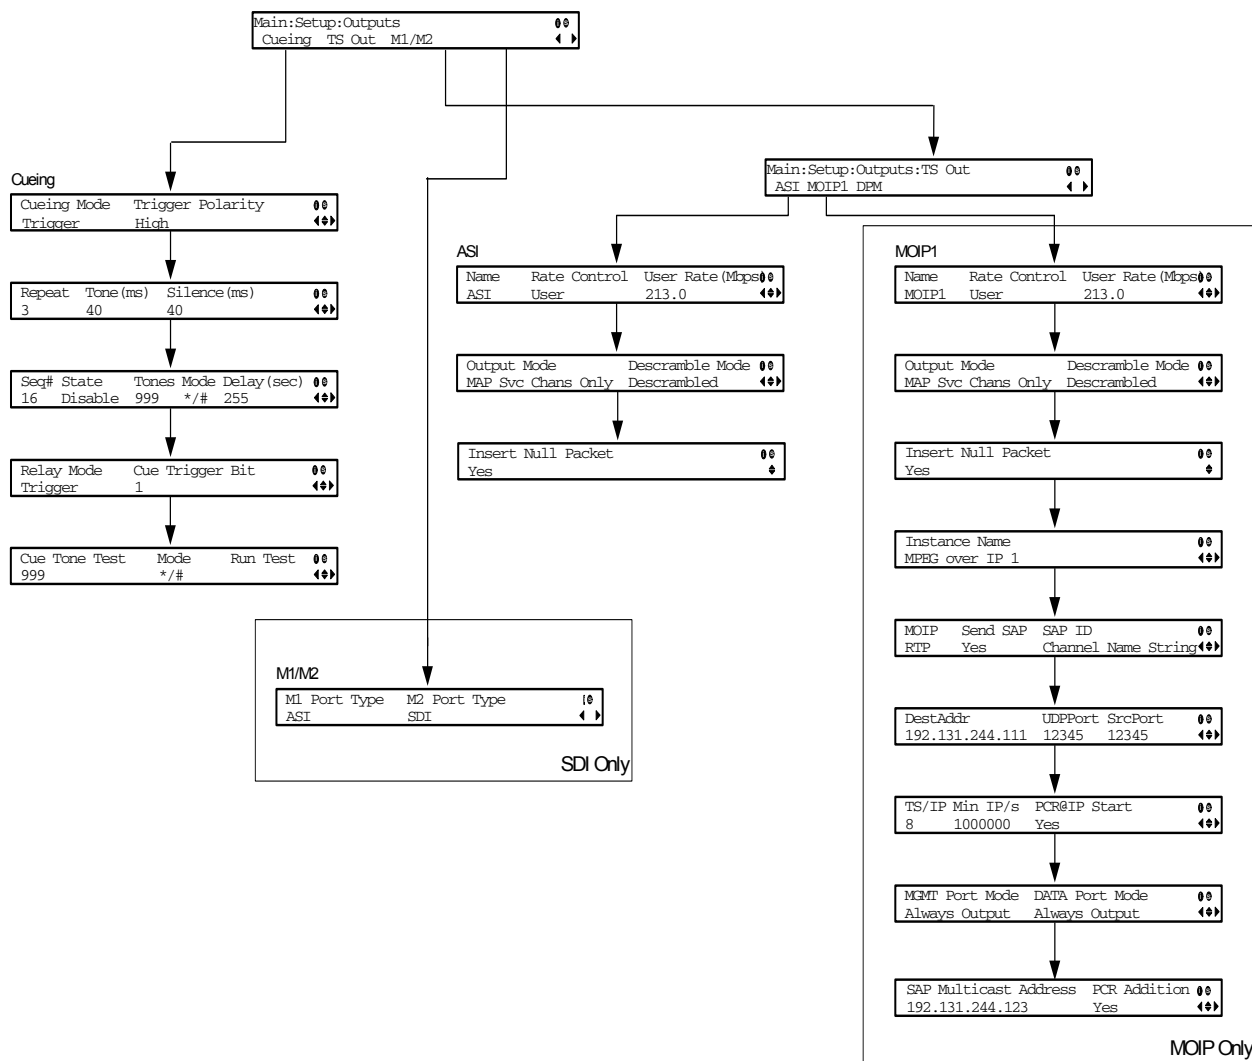 Main:Setup:Outputs
Cueing TS Out M1/M2
Main:Setup:Outputs:TS Out
ASI MOIP1 DPM
Cueing
Cueing Mode Trigger Polarity
Trigger High
Repeat Tone(ms) Silence(ms)
3 40 40
Seq# State Tones Mode Delay(sec)
16 Disable 999 */# 255
Relay Mode Cue Trigger Bit
Trigger 1
Cue Tone Test Mode Run Test
999 */#
M1/M2
M1 Port Type M2 Port Type
ASI SDI
SDI Only
ASI
Name Rate Control User Rate(Mbps)
ASI User 213.0
Output Mode Descramble Mode
MAP Svc Chans Only Descrambled
Insert Null Packet
Yes
MOIP1
Name Rate Control User Rate(Mbps)
MOIP1 User 213.0
Output Mode Descramble Mode
MAP Svc Chans Only Descrambled
Insert Null Packet
Yes
Instance Name
MPEG over IP 1
MOIP Send SAP SAP ID
RTP Yes Channel Name String
DestAddr UDPPort SrcPort
192.131.244.111 12345 12345
TS/IP Min IP/s PCR@IP Start
8 1000000 Yes
MGMT Port Mode DATA Port Mode
Always Output Always Output
SAP Multicast Address PCR Addition
192.131.244.123 Yes
MOIP Only